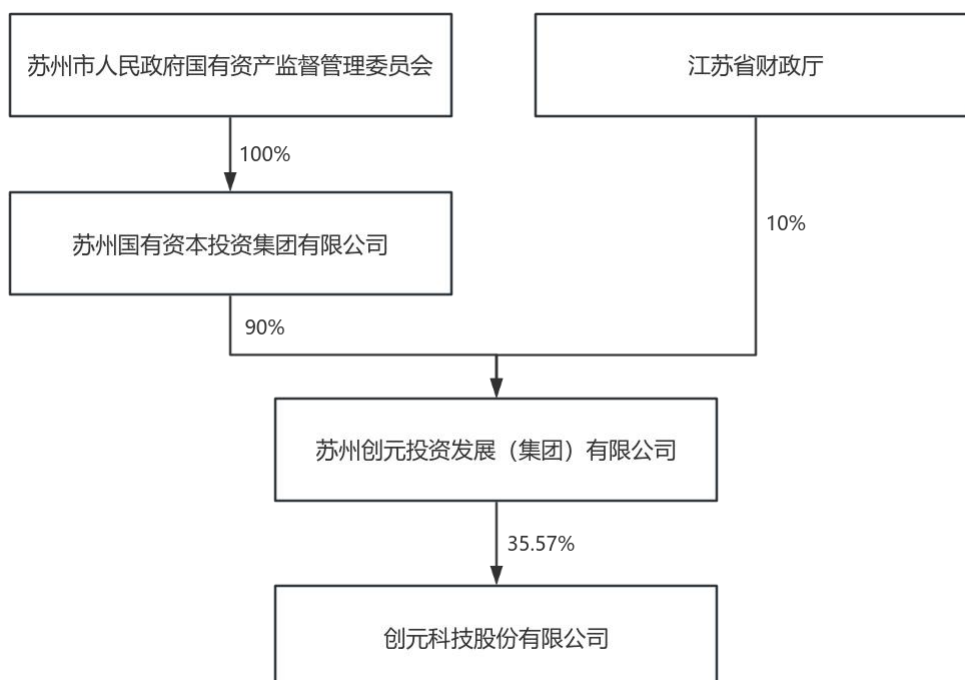 苏州市人民政府国有资产监督管理委员会
江苏省财政厅
100%
苏州国有资本投资集团有限公司
10%
90%
苏州创元投资发展（集团）有限公司
35.57%
创元科技股份有限公司